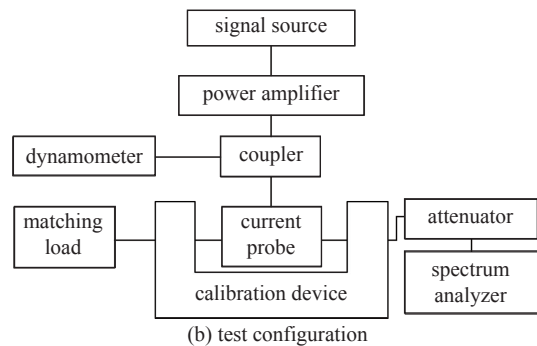 signal source
power amplifier
dynamometer
coupler
matching
load
current
probe
attenuator
spectrum
analyzer
calibration device
(b) test configuration